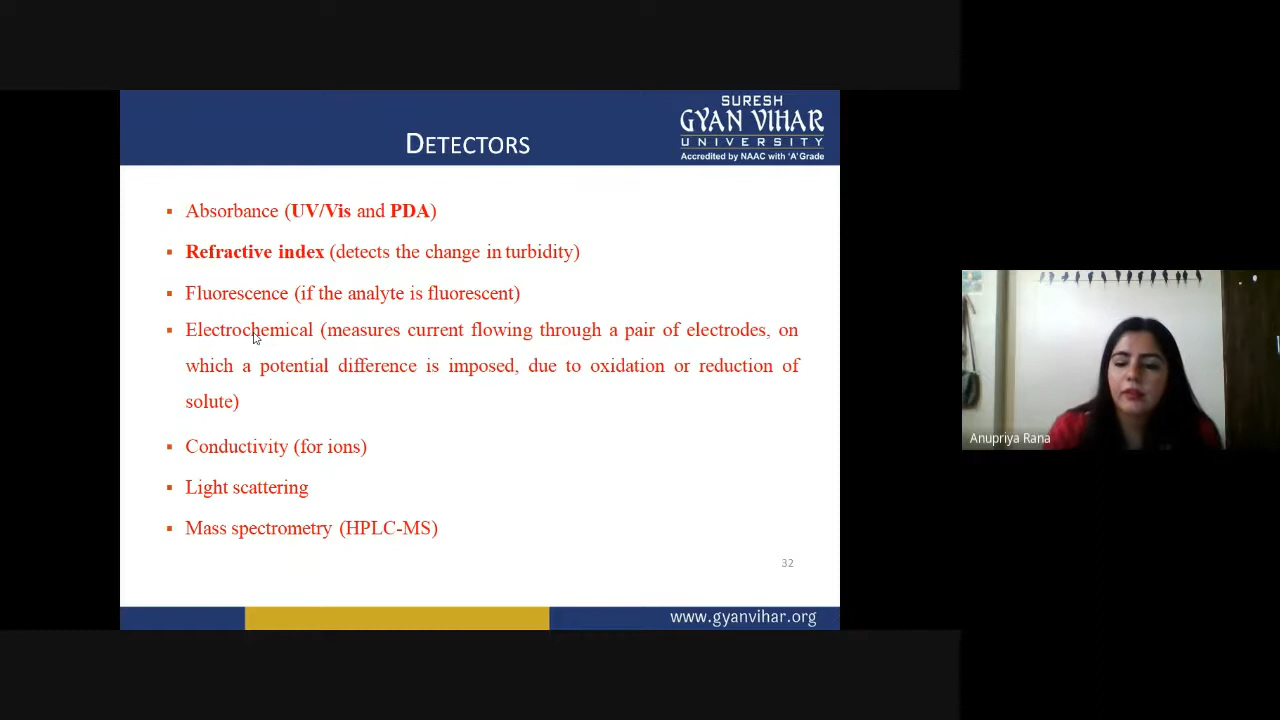 SURESH
GYAN VIHAR
UNIVERSITY
Accredited by NAAC with 'A' Grade
DETECTORS
▪ Absorbance (UV/Vis and PDA)
▪ Refractive index (detects the change in turbidity)
▪ Fluorescence (if the analyte is fluorescent)
▪ Electrochemical (measures current flowing through a pair of electrodes, on
which a potential difference is imposed, due to oxidation or reduction of
solute)
▪ Conductivity (for ions)
▪ Light scattering
▪ Mass spectrometry (HPLC-MS)
32
www.gyanvihar.org
Anupriya Rana